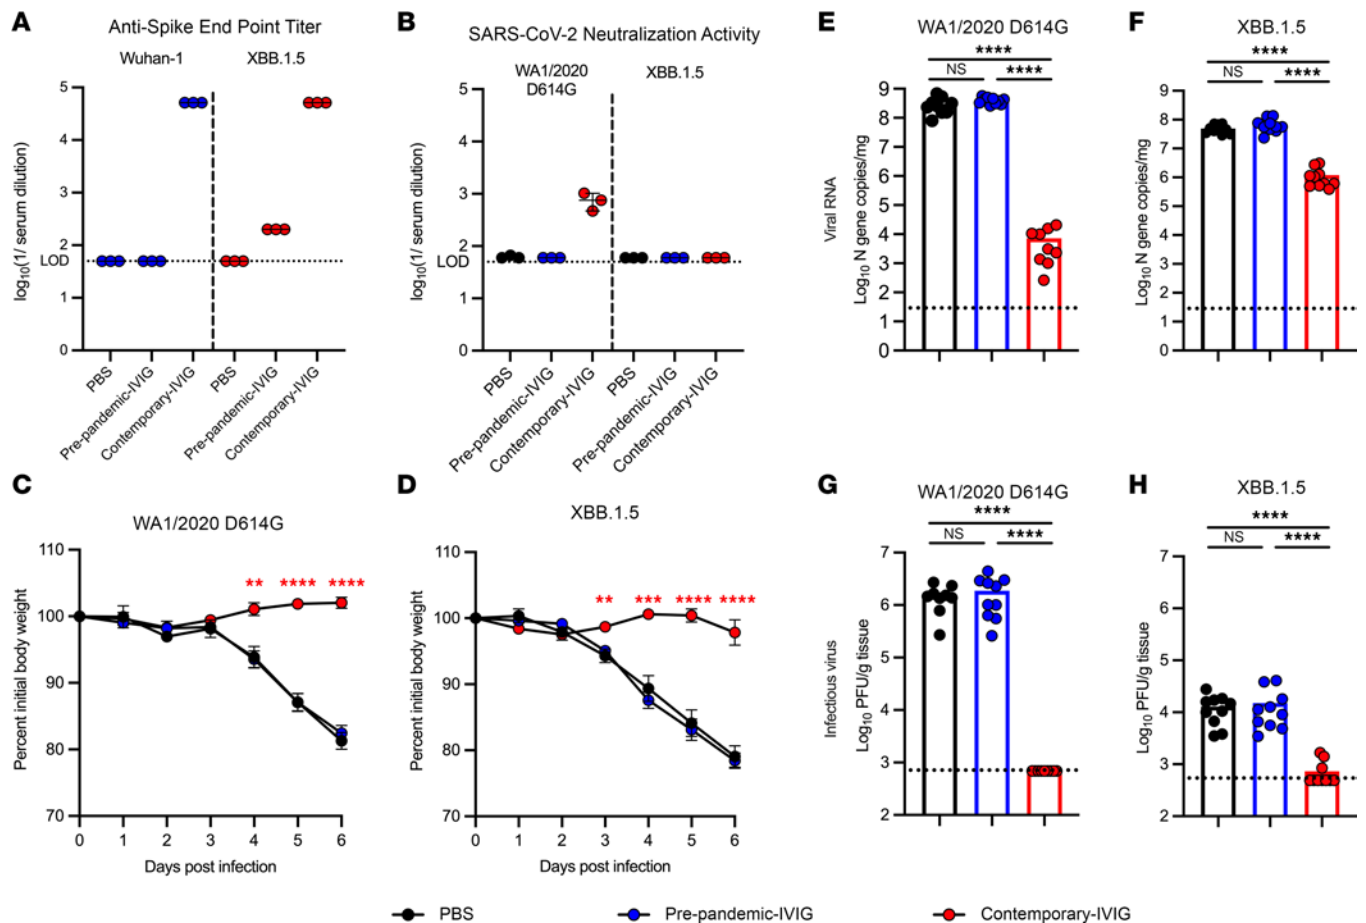 A
Anti-Spike End Point Titer
Wuhan-1
XBB.1.5
log10(1/ serum dilution)
5
4
3
2
LOD
1
0
PBS
Pre-pandemic-IVIG
Contemporary-IVIG
PBS
Pre-pandemic-IVIG
Contemporary-IVIG
B
SARS-CoV-2 Neutralization Activity
WA1/2020
D614G
XBB.1.5
log10(1/ serum dilution)
5
4
3
2
LOD
1
0
PBS
Pre-pandemic-IVIG
Contemporary-IVIG
PBS
Pre-pandemic-IVIG
Contemporary-IVIG
E
WA1/2020 D614G
****
NS
****
Viral RNA
Log10 N gene copies/mg
9
8
7
6
5
4
3
2
1
0
F
XBB.1.5
****
NS
****
Log10 N gene copies/mg
9
8
7
6
5
4
3
2
1
0
C
WA1/2020 D614G
Percent initial body weight
110
100
90
80
70
**
****
****
0 1 2 3 4 5 6
Days post infection
D
XBB.1.5
Percent initial body weight
110
100
90
80
70
**
***
****
****
0 1 2 3 4 5 6
Days post infection
G
WA1/2020 D614G
****
NS
****
Infectious virus
Log10 PFU/g tissue
7
6
5
4
3
2
H
XBB.1.5
****
NS
****
Log10 PFU/g tissue
7
6
5
4
3
2
PBS
Pre-pandemic-IVIG
Contemporary-IVIG